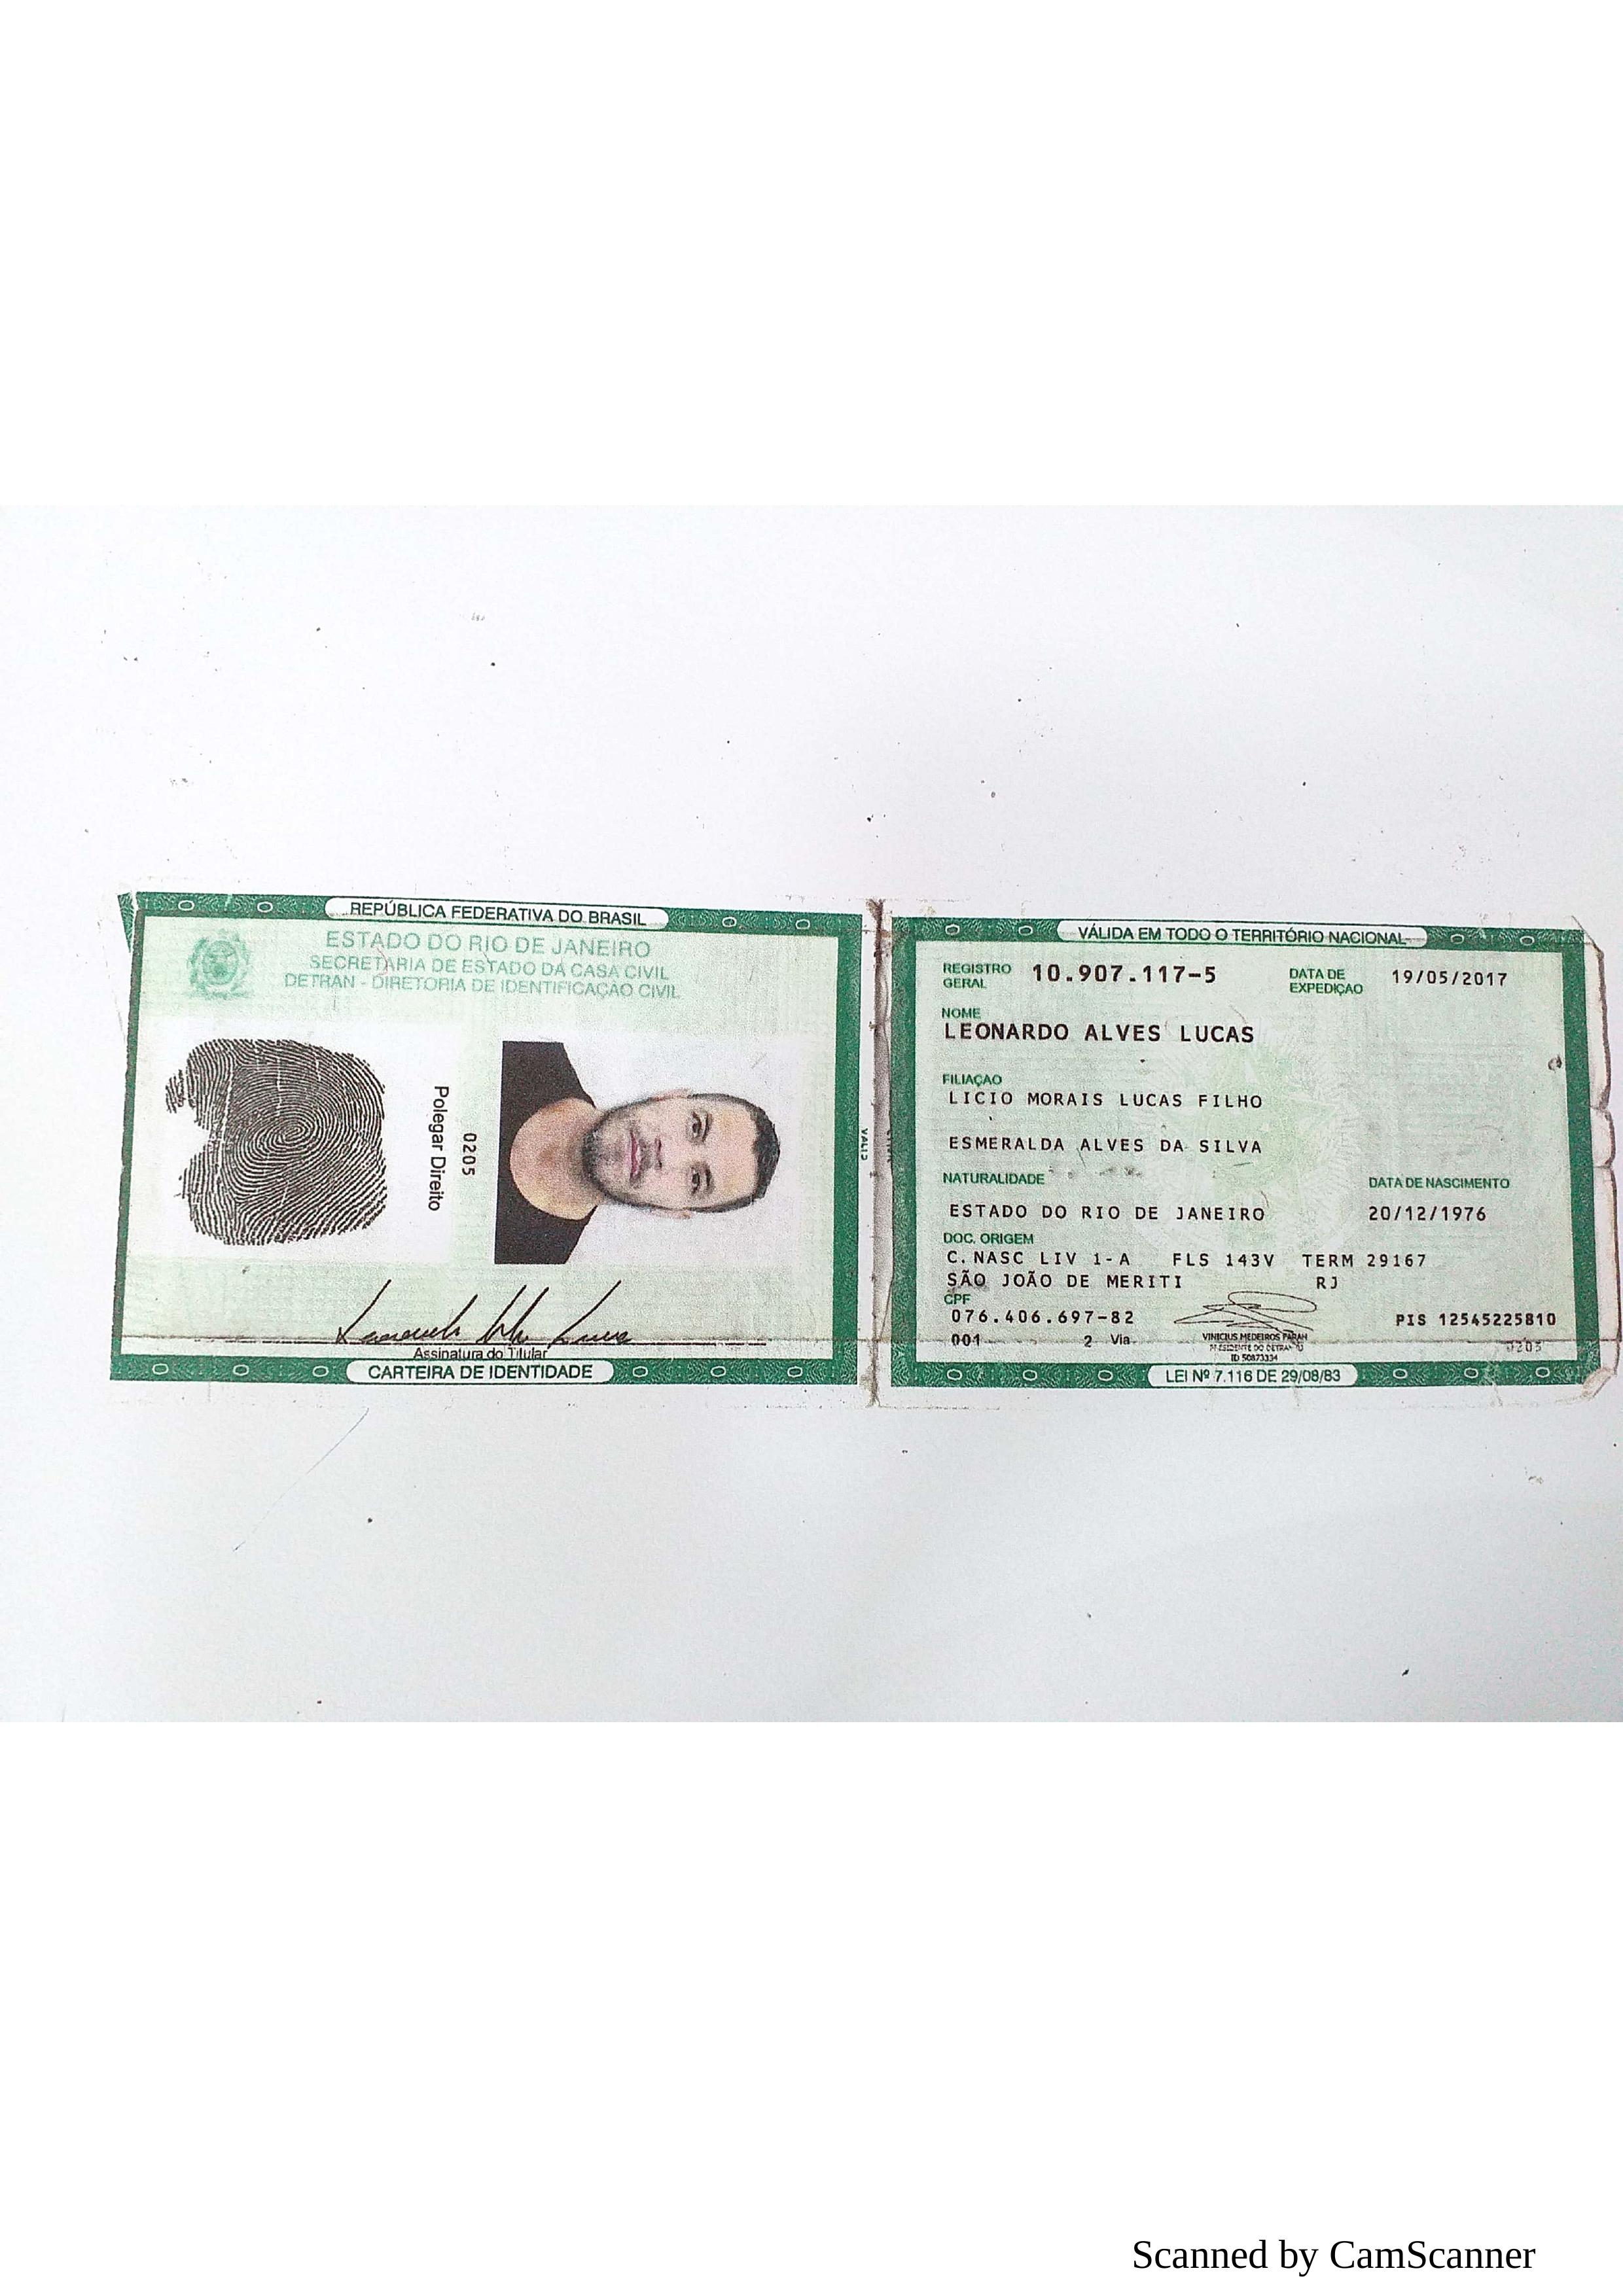 REPÚBLICA FEDERATIVA DO BRASIL
ESTADO DO RIO DE JANEIRO
SECRETARIA DE ESTADO DA CASA CIVIL
DETRAN - DIRETORIA DE IDENTIFICAÇÃO CIVIL
0205
Polegar Direito
Assinatura do Titular
CARTEIRA DE IDENTIDADE
VALID
VÁLIDA EM TODO O TERRITÓRIO NACIONAL
REGISTRO GERAL 10.907.117-5 DATA DE EXPEDIÇÃO 19/05/2017
NOME
LEONARDO ALVES LUCAS
FILIAÇÃO
LICIO MORAIS LUCAS FILHO
ESMERALDA ALVES DA SILVA
NATURALIDADE DATA DE NASCIMENTO
ESTADO DO RIO DE JANEIRO 20/12/1976
DOC. ORIGEM
C. NASC LIV 1-A FLS 143V TERM 29167
SÃO JOÃO DE MERITI RJ
CPF
076.406.697-82 PIS 12545225810
001 2 Via
VINICIUS MEDEIROS FARAH
PRESIDENTE DO DETRAN-RJ
ID 50873334
0205
LEI Nº 7.116 DE 29/08/83
Scanned by CamScanner